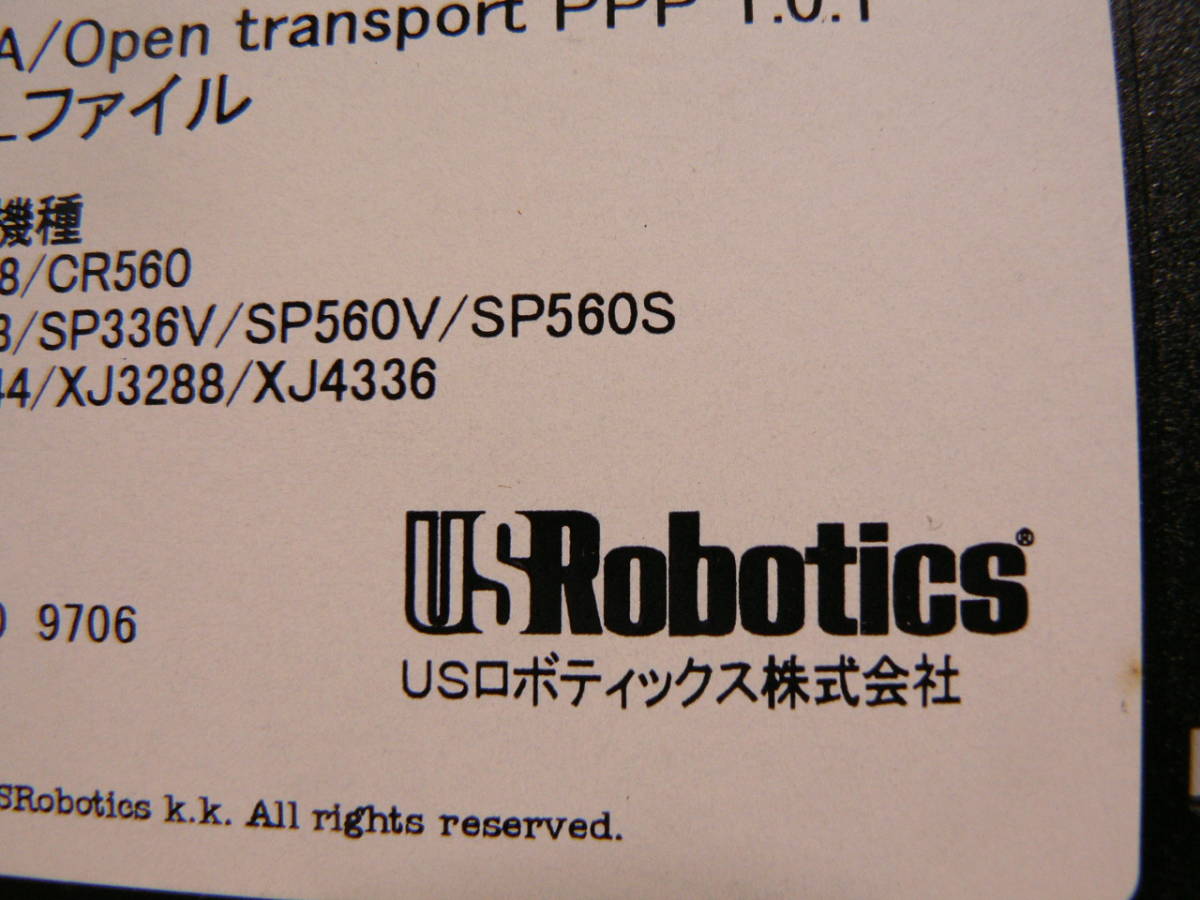 A/Open transport PPP 1.0.1
ファイル
機種
8/CR560
3/SP336V/SP560V/SP560S
44/XJ3288/XJ4336
9706
USRobotics®
USロボティックス株式会社
SRobotics k.k. All rights reserved.